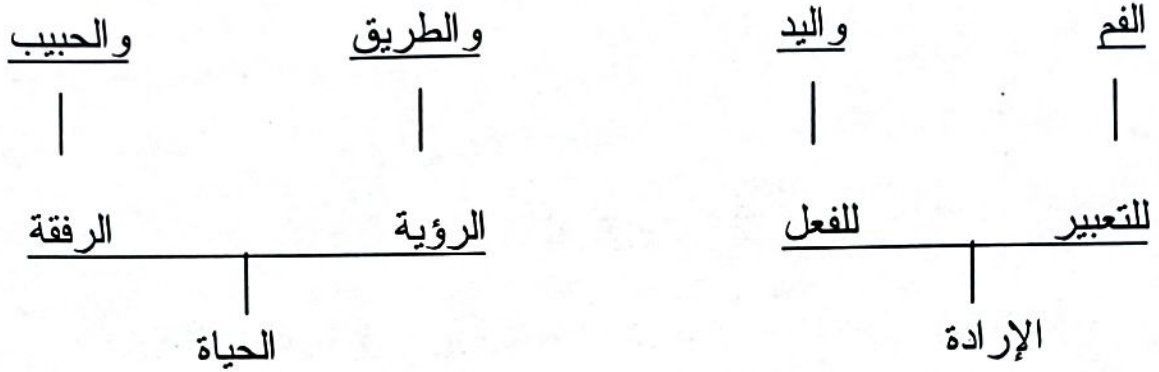 الفم واليد والطريق والحبيب
للتعبير للفعل الرؤية الرفقة
الإرادة الحياة